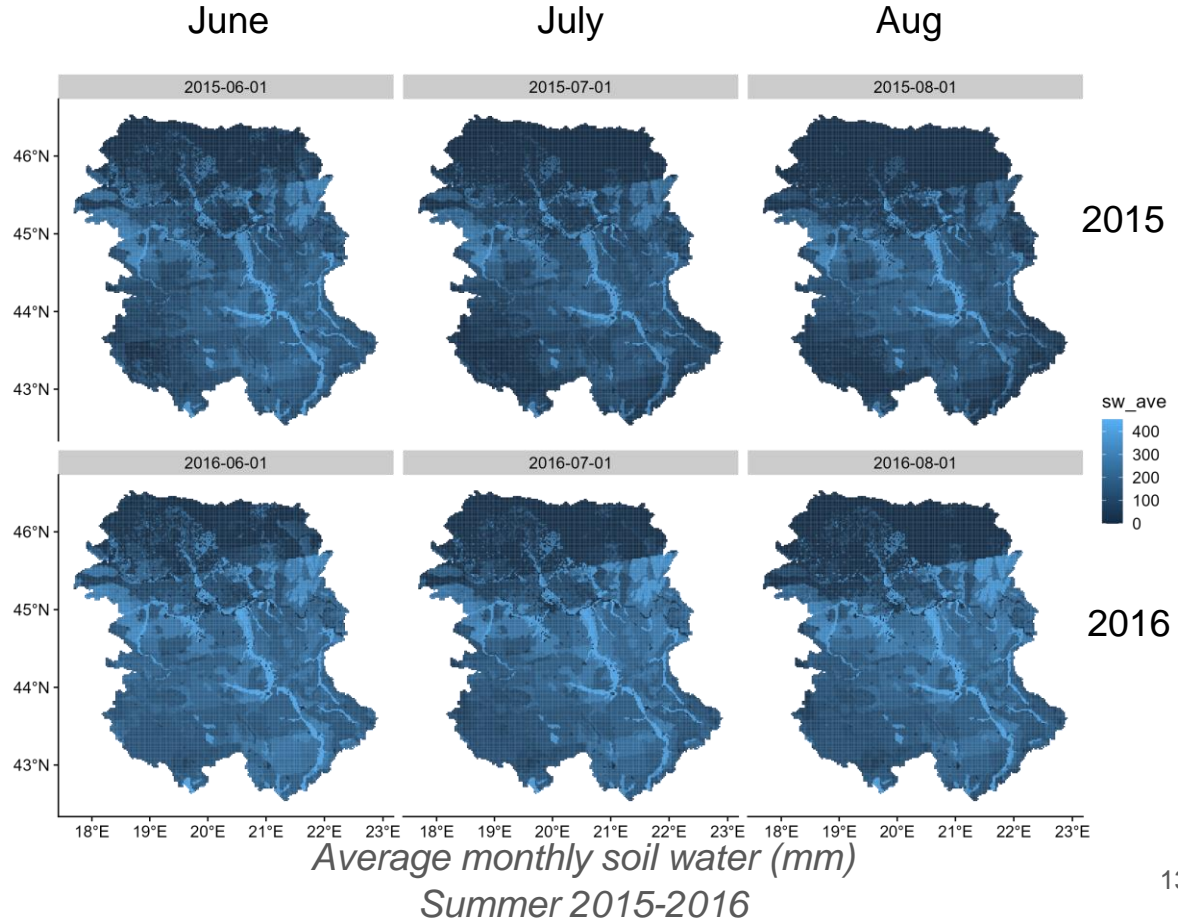 June July Aug
2015-06-01 2015-07-01 2015-08-01
46°N
45°N
44°N
43°N
2015
sw_ave
400
300
200
100
0
2016-06-01 2016-07-01 2016-08-01
46°N
45°N
44°N
43°N
2016
18°E 19°E 20°E 21°E 22°E 23°E 18°E 19°E 20°E 21°E 22°E 23°E 18°E 19°E 20°E 21°E 22°E 23°E
Average monthly soil water (mm)
Summer 2015-2016
13